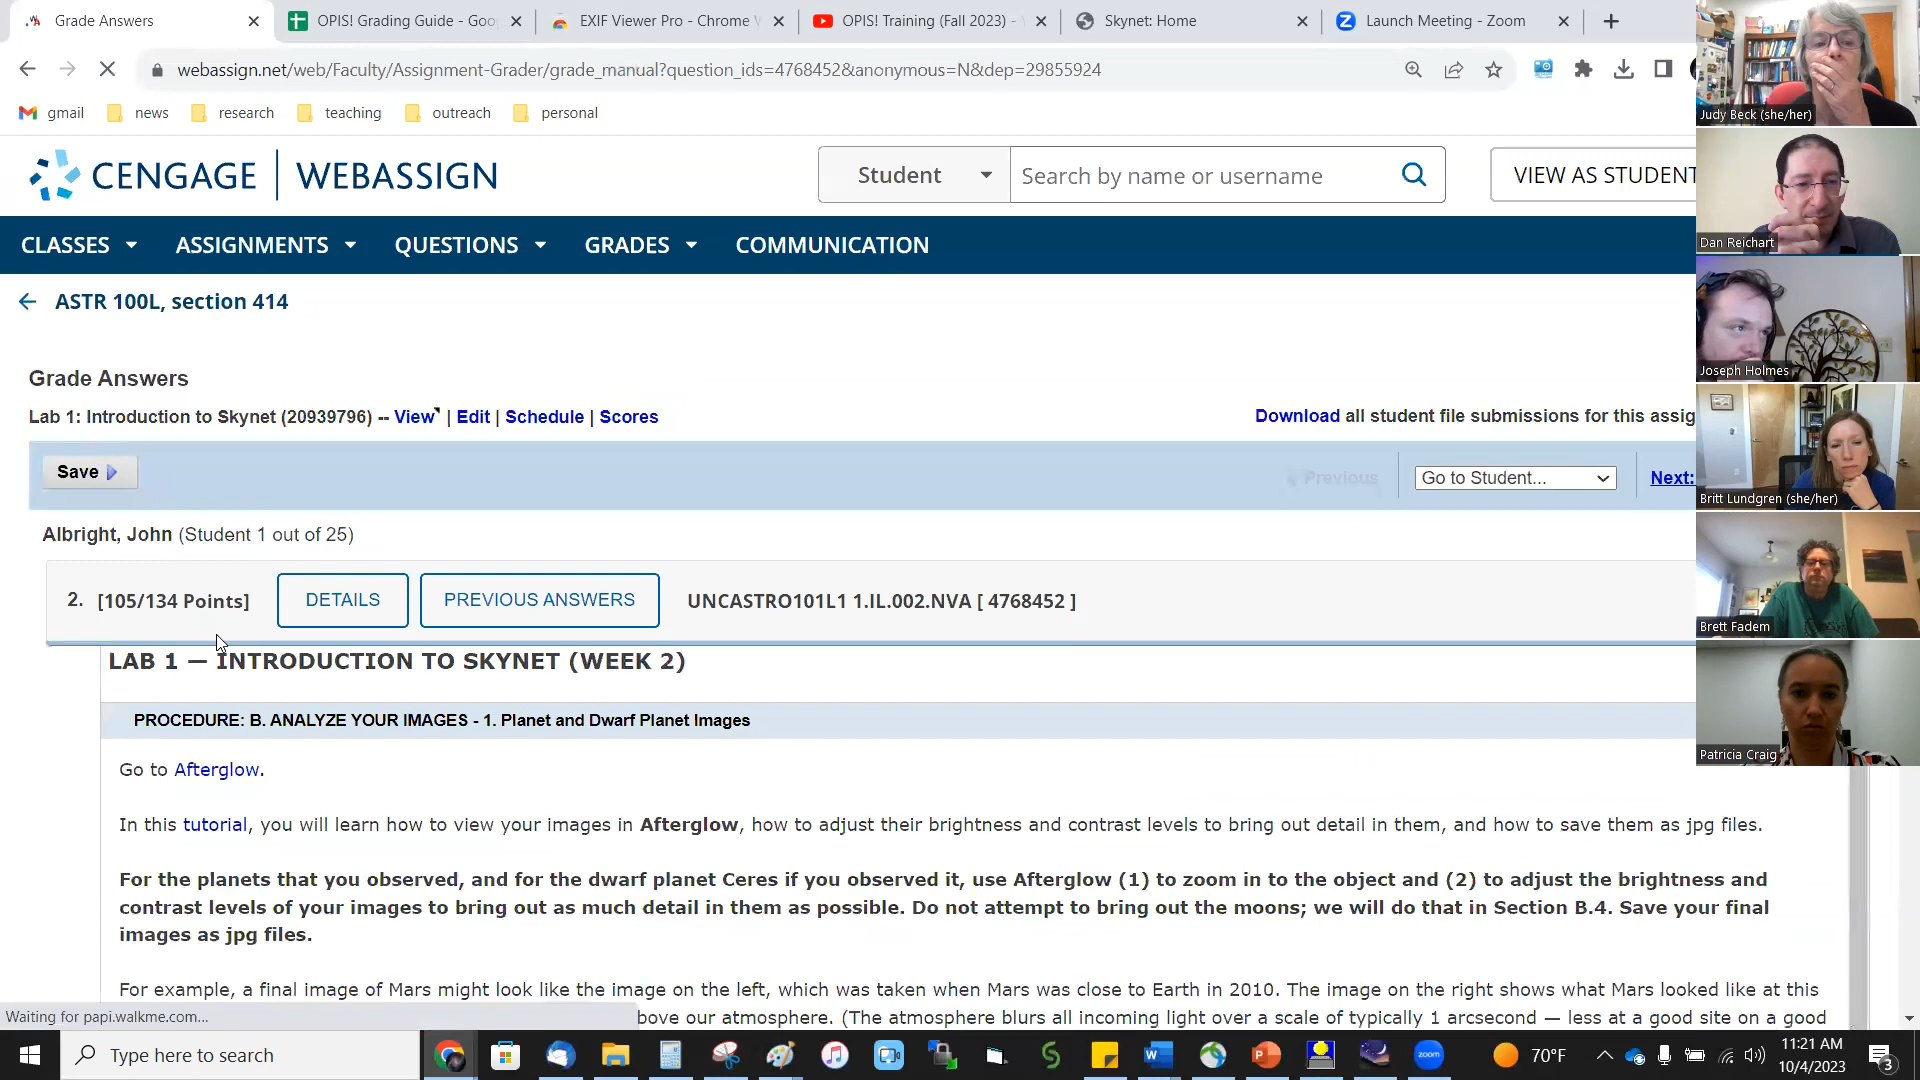 Grade Answers
OPIS! Grading Guide - Goo
EXIF Viewer Pro - Chrome W
OPIS! Training (Fall 2023) -
Skynet: Home
Launch Meeting - Zoom
webassign.net/web/Faculty/Assignment-Grader/grade_manual?question_ids=4768452&anonymous=N&dep=29855924
gmail news research teaching outreach personal
Judy Beck (she/her)
CENGAGE | WEBASSIGN
Student
Search by name or username
VIEW AS STUDENT
Dan Reichart
CLASSES ASSIGNMENTS QUESTIONS GRADES COMMUNICATION
ASTR 100L, section 414
Joseph Holmes
Grade Answers
Lab 1: Introduction to Skynet (20939796) -- View | Edit | Schedule | Scores
Download all student file submissions for this assig
Save
Previous
Go to Student...
Next:
Britt Lundgren (she/her)
Albright, John (Student 1 out of 25)
2. [105/134 Points] DETAILS PREVIOUS ANSWERS UNCASTRO101L1 1.IL.002.NVA [ 4768452 ]
Brett Fadem
LAB 1 — INTRODUCTION TO SKYNET (WEEK 2)
PROCEDURE: B. ANALYZE YOUR IMAGES - 1. Planet and Dwarf Planet Images
Patricia Craig
Go to Afterglow.
In this tutorial, you will learn how to view your images in Afterglow, how to adjust their brightness and contrast levels to bring out detail in them, and how to save them as jpg files.
For the planets that you observed, and for the dwarf planet Ceres if you observed it, use Afterglow (1) to zoom in to the object and (2) to adjust the brightness and
contrast levels of your images to bring out as much detail in them as possible. Do not attempt to bring out the moons; we will do that in Section B.4. Save your final
images as jpg files.
For example, a final image of Mars might look like the image on the left, which was taken when Mars was close to Earth in 2010. The image on the right shows what Mars looked like at this
bove our atmosphere. (The atmosphere blurs all incoming light over a scale of typically 1 arcsecond — less at a good site on a good
Waiting for papi.walkme.com...
Type here to search
zoom
70°F
11:21 AM
10/4/2023
3